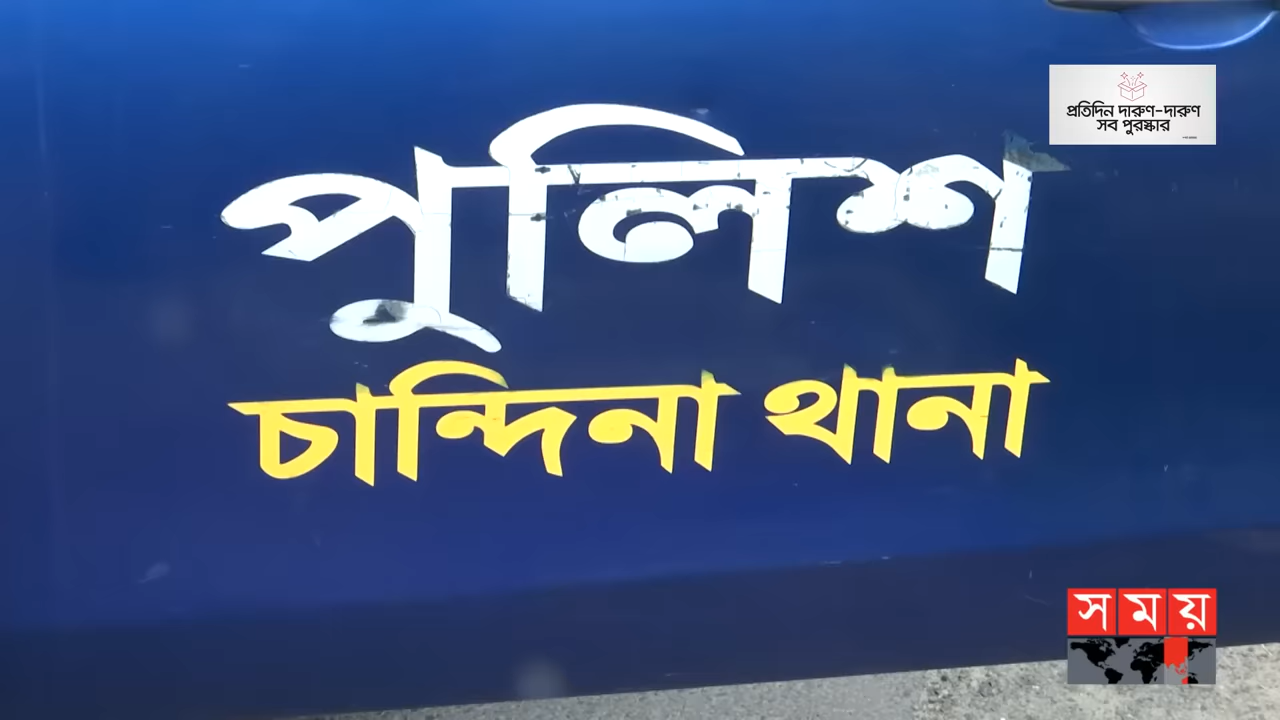 প্রতিদিন দারুণ-দারুণ
সব পুরস্কার
পুলিশ
চান্দিনা থানা
সময়